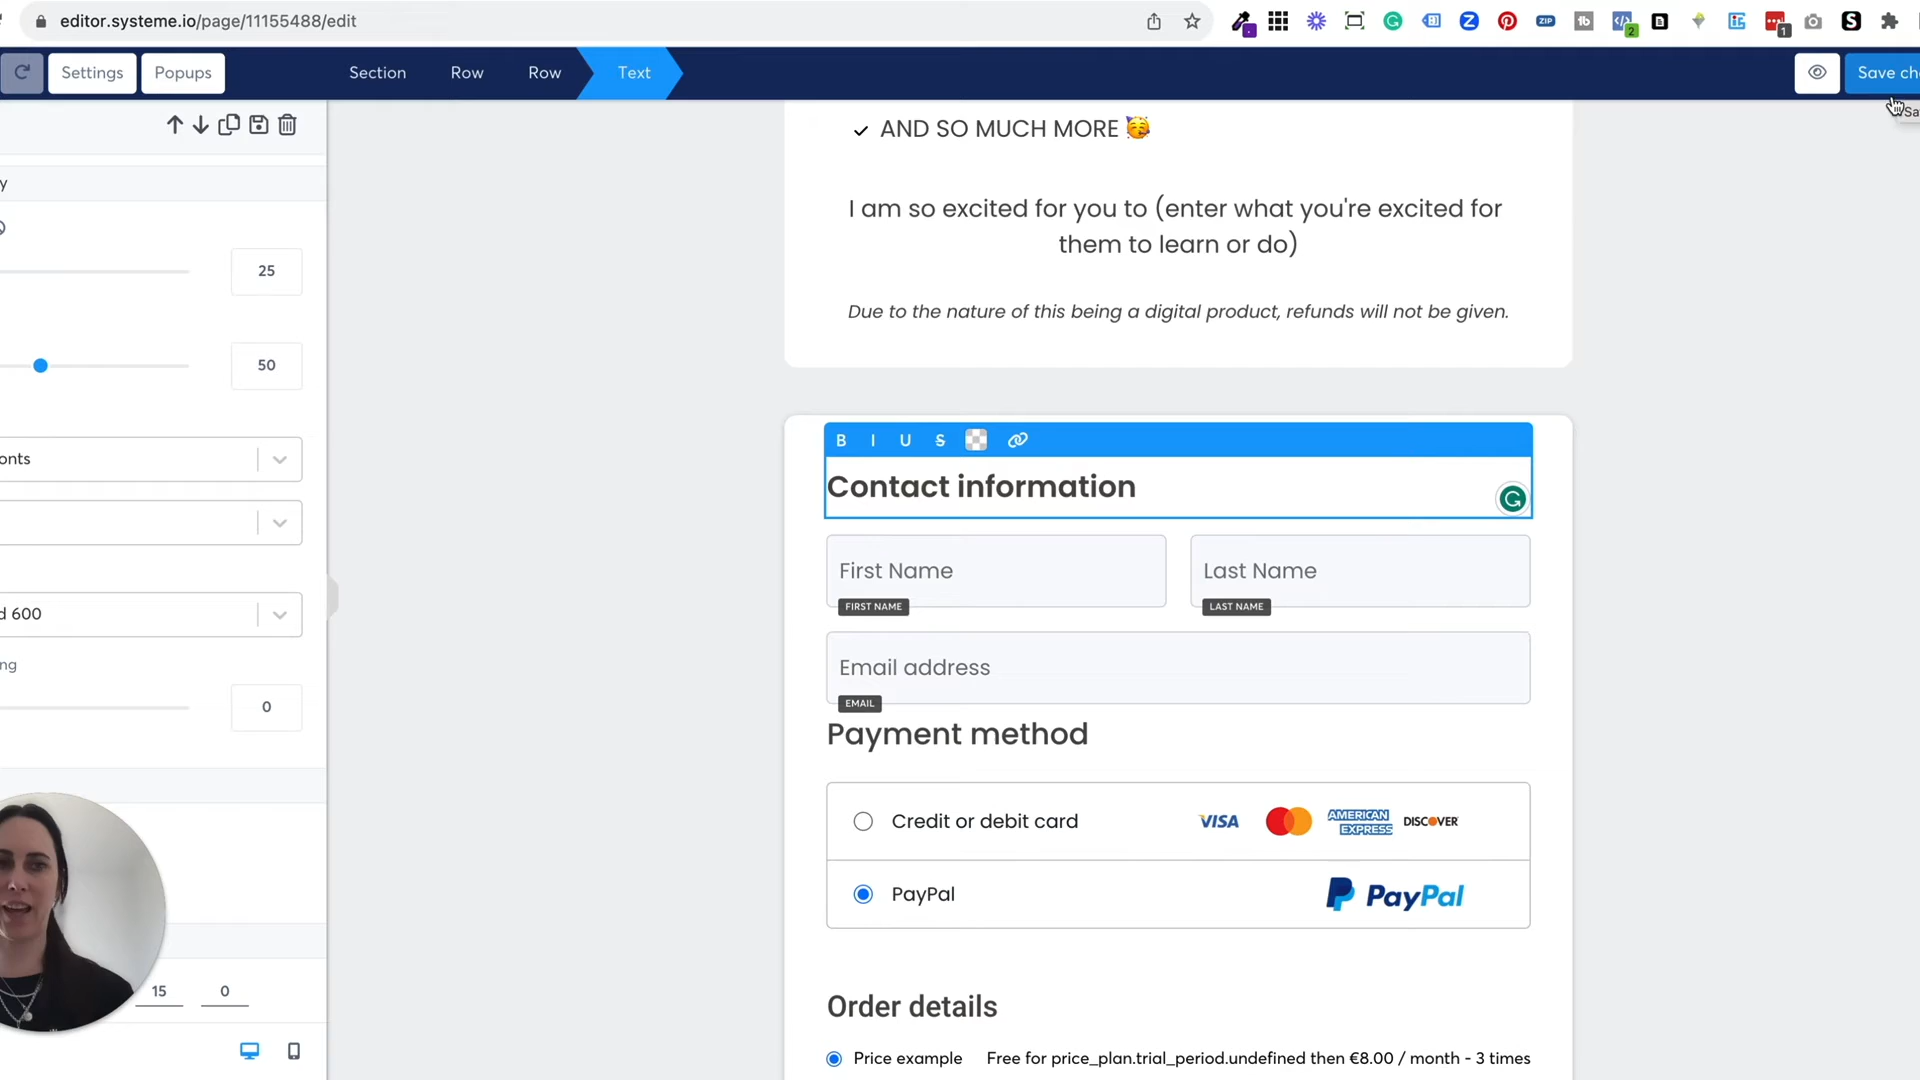 editor.systeme.io/page/11155488/edit
Settings
Popups
Section
Row
Row
Text
Save ch
Sa
y
25
50
onts
d 600
ng
0
15
0
AND SO MUCH MORE 🥳
I am so excited for you to (enter what you're excited for
them to learn or do)
Due to the nature of this being a digital product, refunds will not be given.
B I U S
Contact information
First Name
FIRST NAME
Last Name
LAST NAME
Email address
EMAIL
Payment method
Credit or debit card
VISA
AMERICAN
EXPRESS
DISCOVER
PayPal
PayPal
Order details
Price example
Free for price_plan.trial_period.undefined then €8.00 / month - 3 times